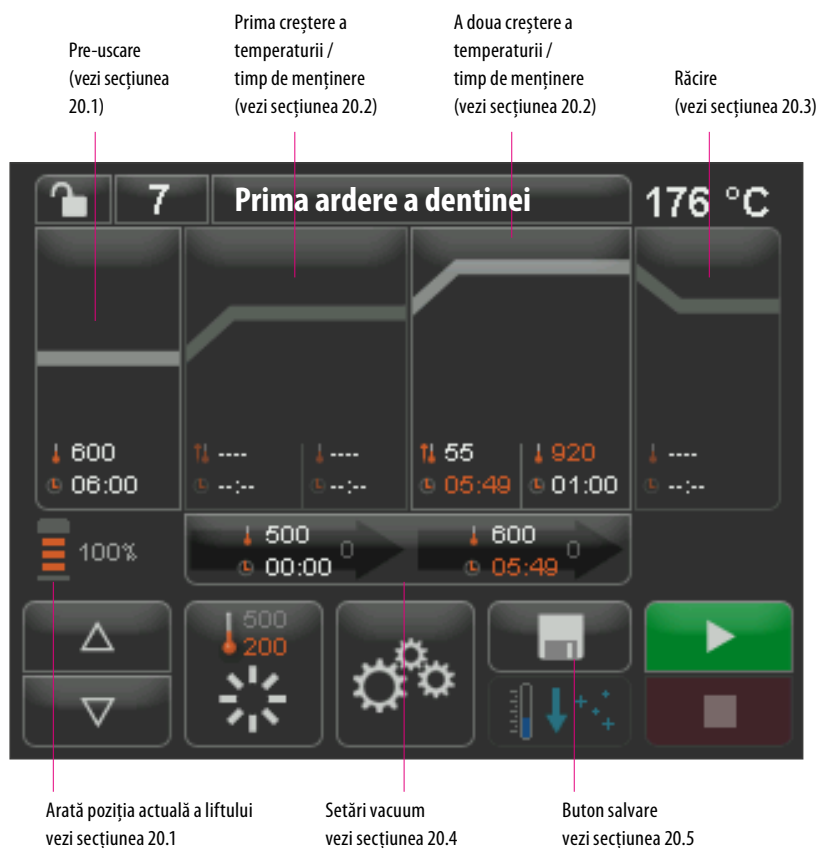 Pre-uscare
(vezi secțiunea
20.1)
Prima creștere a
temperaturii /
timp de menținere
(vezi secțiunea 20.2)
A doua creștere a
temperaturii /
timp de menținere
(vezi secțiunea 20.2)
Răcire
(vezi secțiunea 20.3)
7 Prima ardere a dentinei 176 °C
600
06:00
---- ----
--:-- --:--
55 920
05:49 01:00
----
--:--
100%
500 0
00:00
600 0
05:49
500
200
Arată poziția actuală a liftului
vezi secțiunea 20.1
Setări vacuum
vezi secțiunea 20.4
Buton salvare
vezi secțiunea 20.5